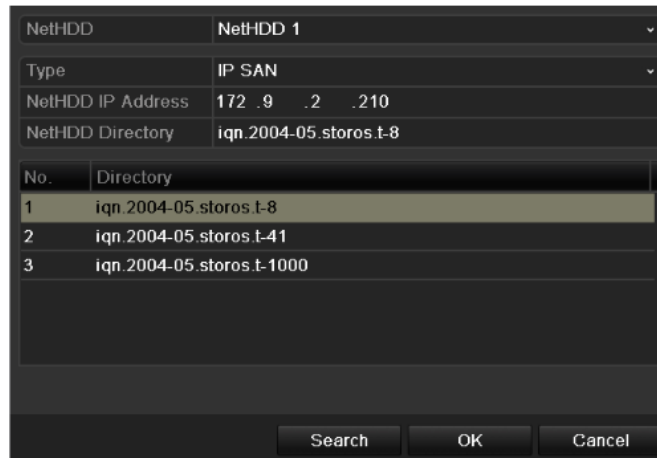 NetHDD NetHDD 1
Type IP SAN
NetHDD IP Address 172 .9 .2 .210
NetHDD Directory iqn.2004-05.storos.t-8
No. Directory
1 iqn.2004-05.storos.t-8
2 iqn.2004-05.storos.t-41
3 iqn.2004-05.storos.t-1000
Search OK Cancel